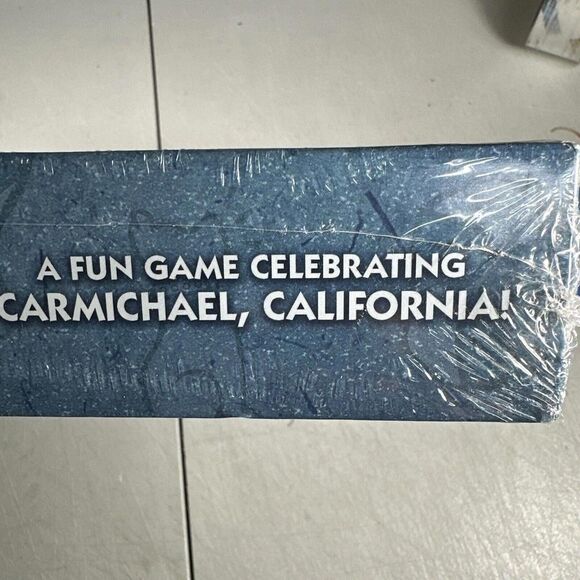 A FUN GAME CELEBRATING
CARMICHAEL, CALIFORNIA!